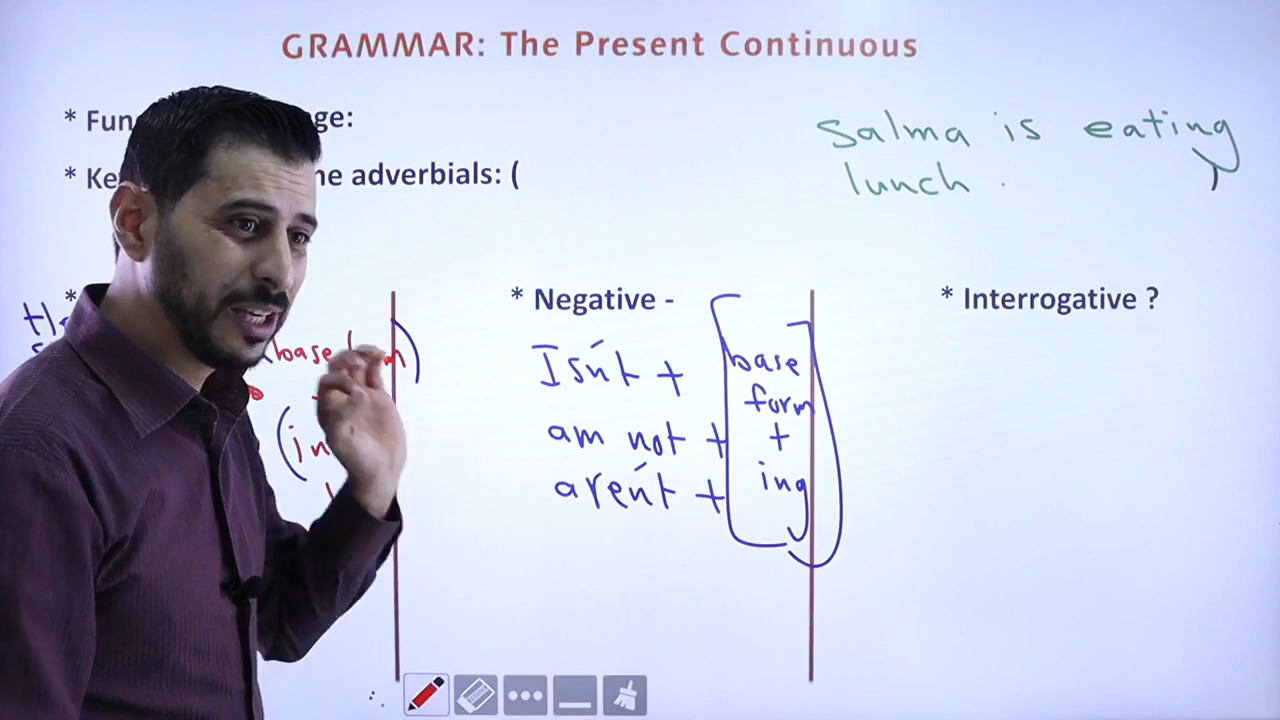 GRAMMAR: The Present Continuous
* Fun ge:
Salma is eating
lunch.
* Ke ne adverbials: (
*
* Negative -
* Interrogative ?
(base
Isn't +
am not +
aren't +
base
form
+
ing
(in